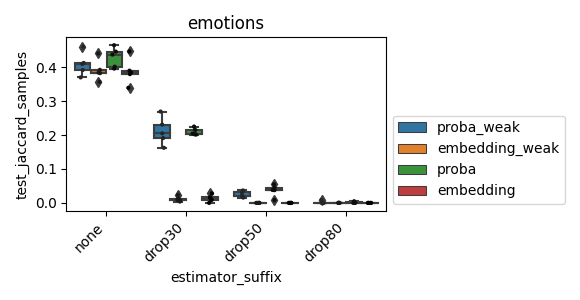 emotions
test_jaccard_samples
0.4
0.3
0.2
0.1
0.0
none
drop30
drop50
drop80
estimator_suffix
proba_weak
embedding_weak
proba
embedding